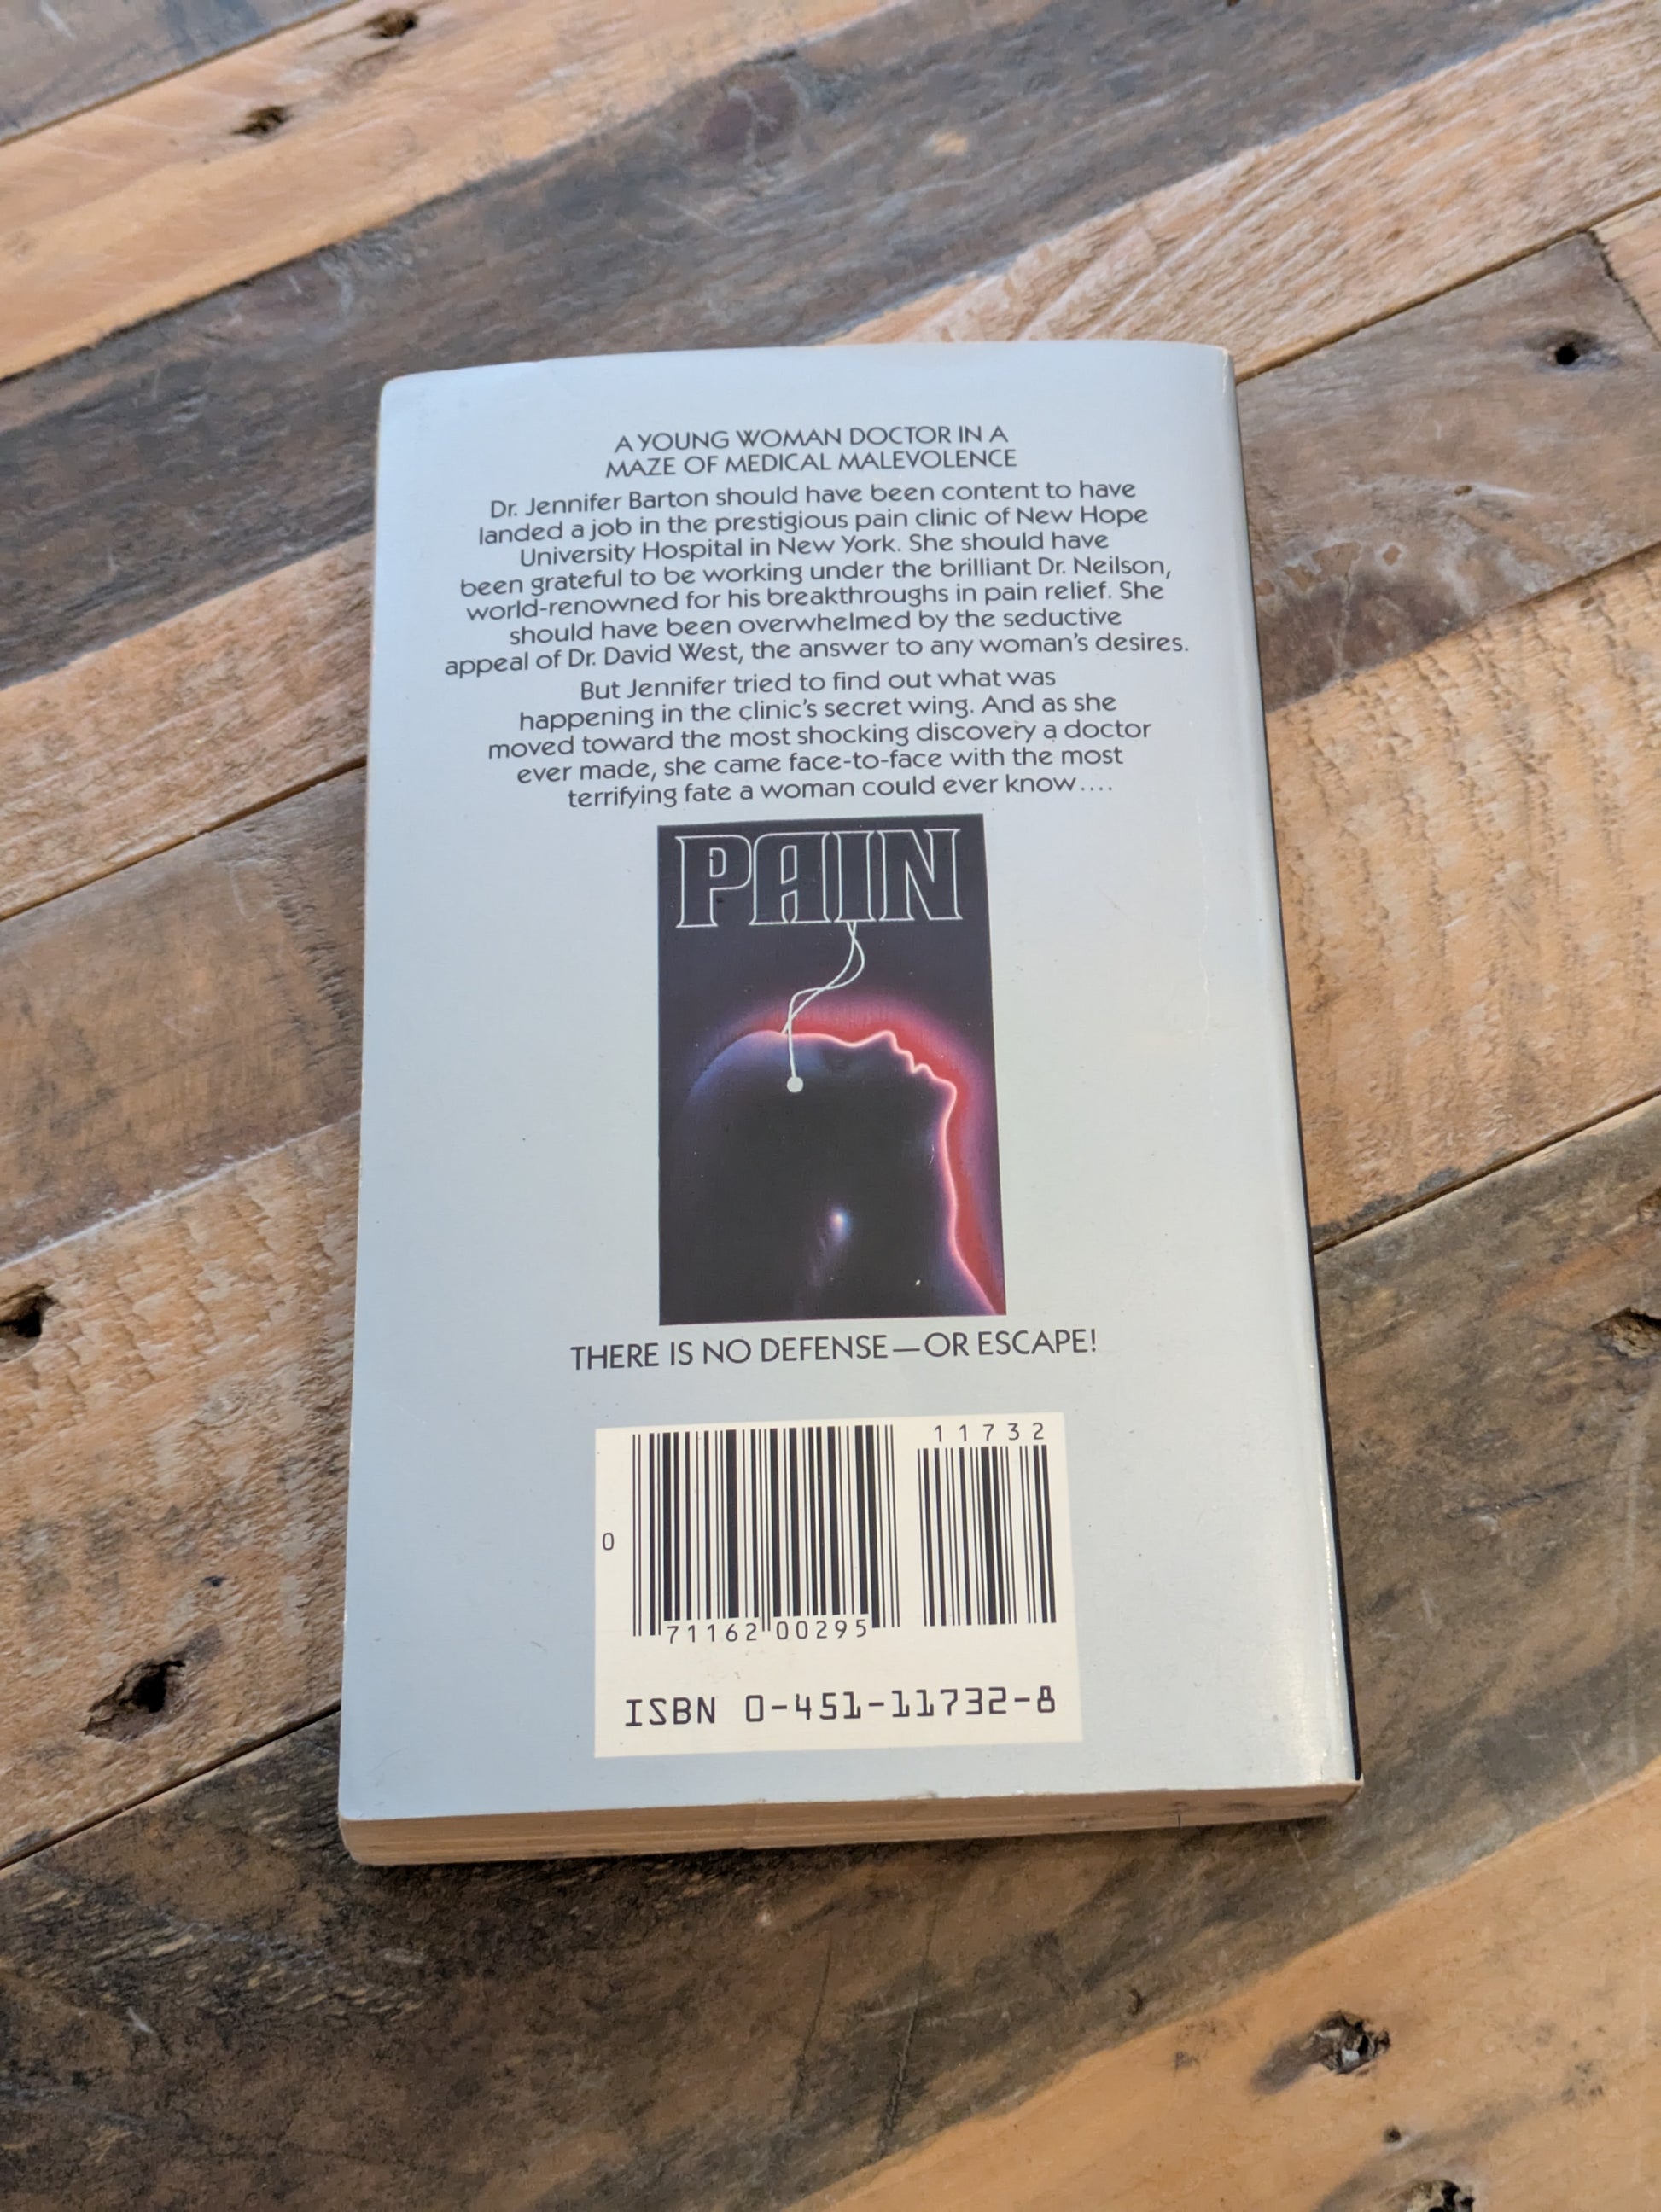 A YOUNG WOMAN DOCTOR IN A
MAZE OF MEDICAL MALEVOLENCE
Dr. Jennifer Barton should have been content to have
landed a job in the prestigious pain clinic of New Hope
University Hospital in New York. She should have
been grateful to be working under the brilliant Dr. Neilson,
world-renowned for his breakthroughs in pain relief. She
should have been overwhelmed by the seductive
appeal of Dr. David West, the answer to any woman's desires.
But Jennifer tried to find out what was
happening in the clinic's secret wing. And as she
moved toward the most shocking discovery a doctor
ever made, she came face-to-face with the most
terrifying fate a woman could ever know....
PAIN
THERE IS NO DEFENSE—OR ESCAPE!
11732
0
71162 00295
ISBN 0-451-11732-8